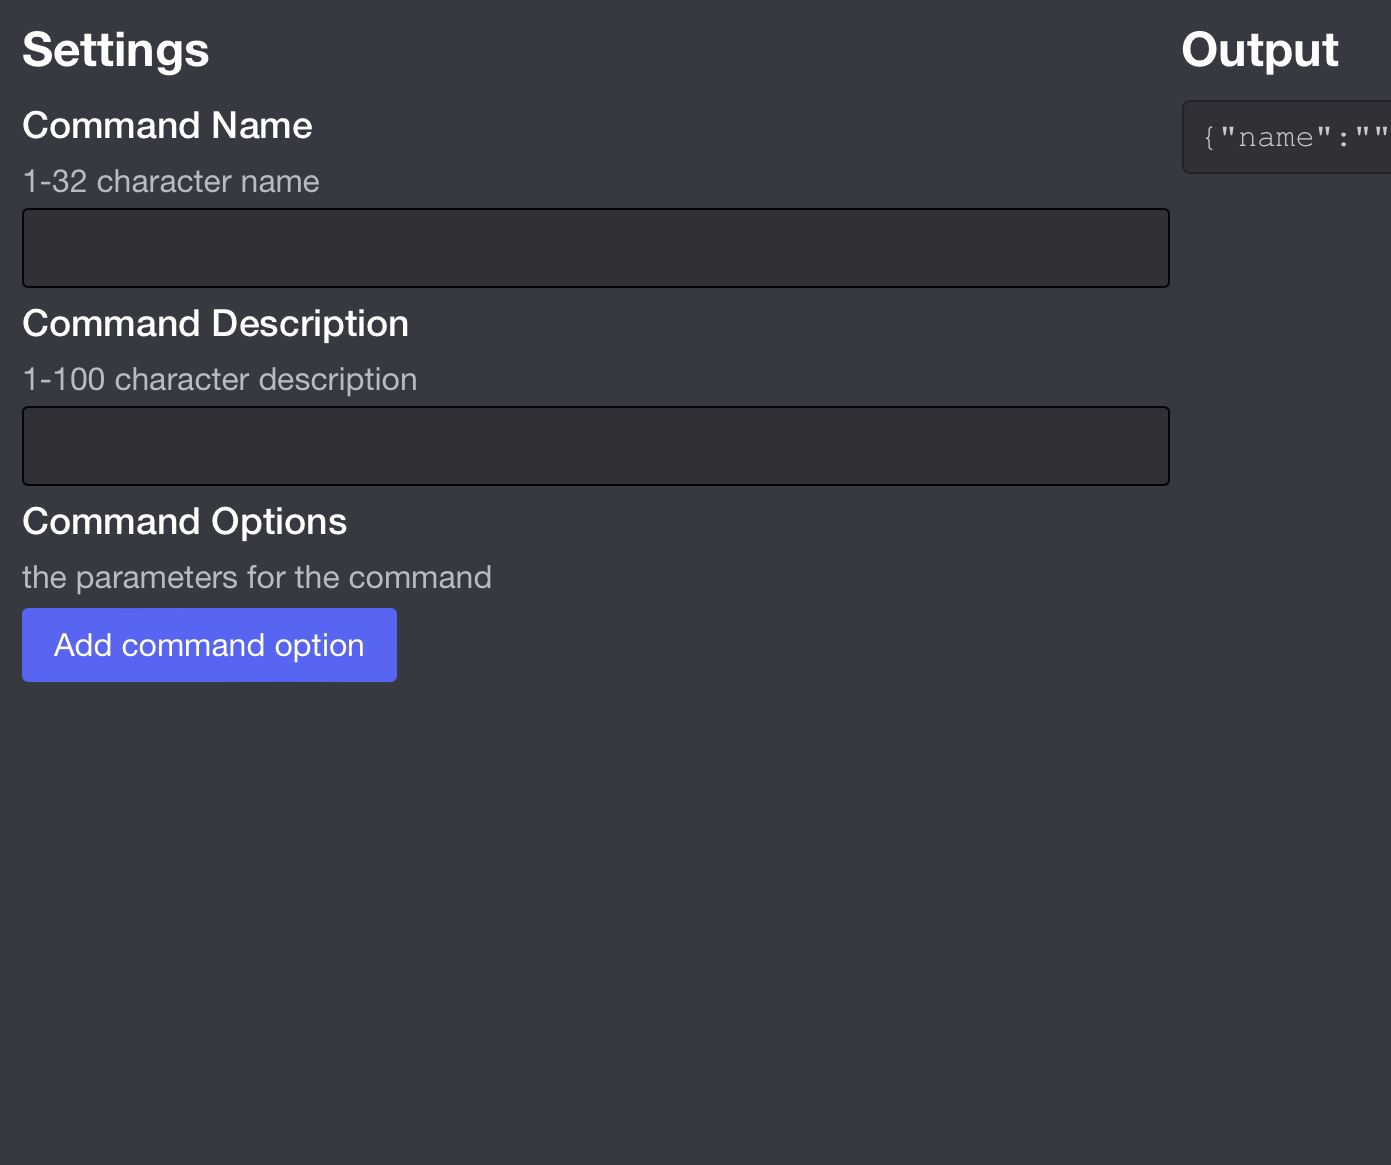 Settings
Command Name
1-32 character name
Command Description
1-100 character description
Command Options
the parameters for the command
Add command option
Output
{"name":""